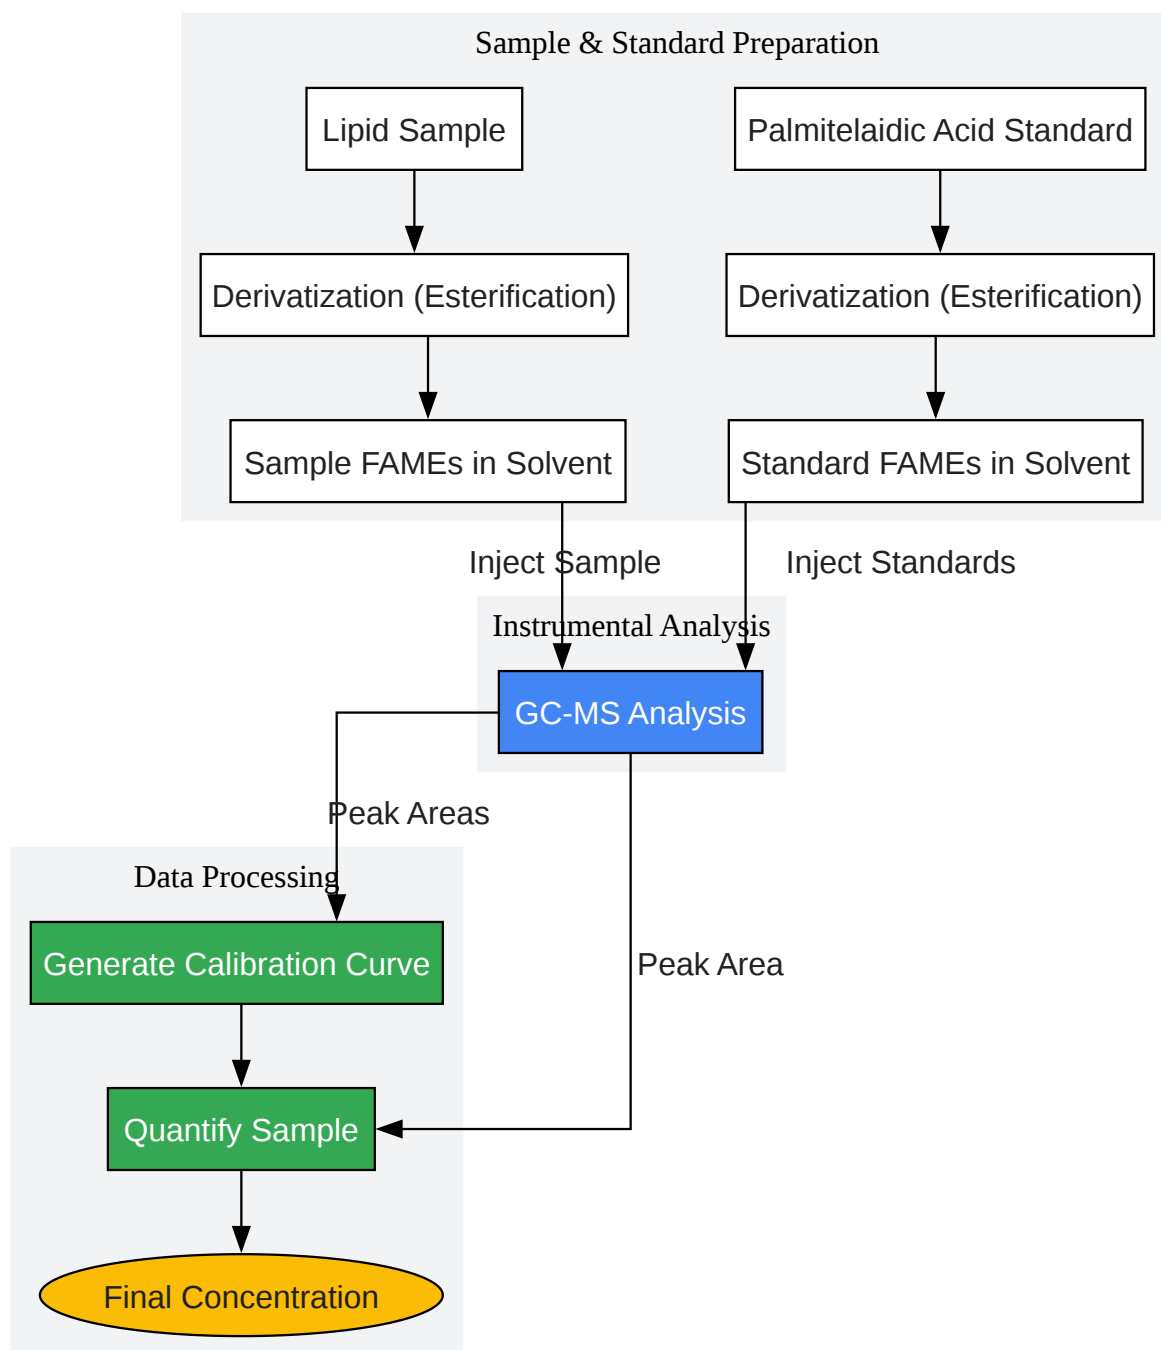 Sample & Standard Preparation
Lipid Sample
Palmitelaidic Acid Standard
Derivatization (Esterification)
Derivatization (Esterification)
Sample FAMEs in Solvent
Standard FAMEs in Solvent
Inject Sample
Inject Standards
Instrumental Analysis
GC-MS Analysis
Peak Areas
Data Processing
Generate Calibration Curve
Peak Area
Quantify Sample
Final Concentration